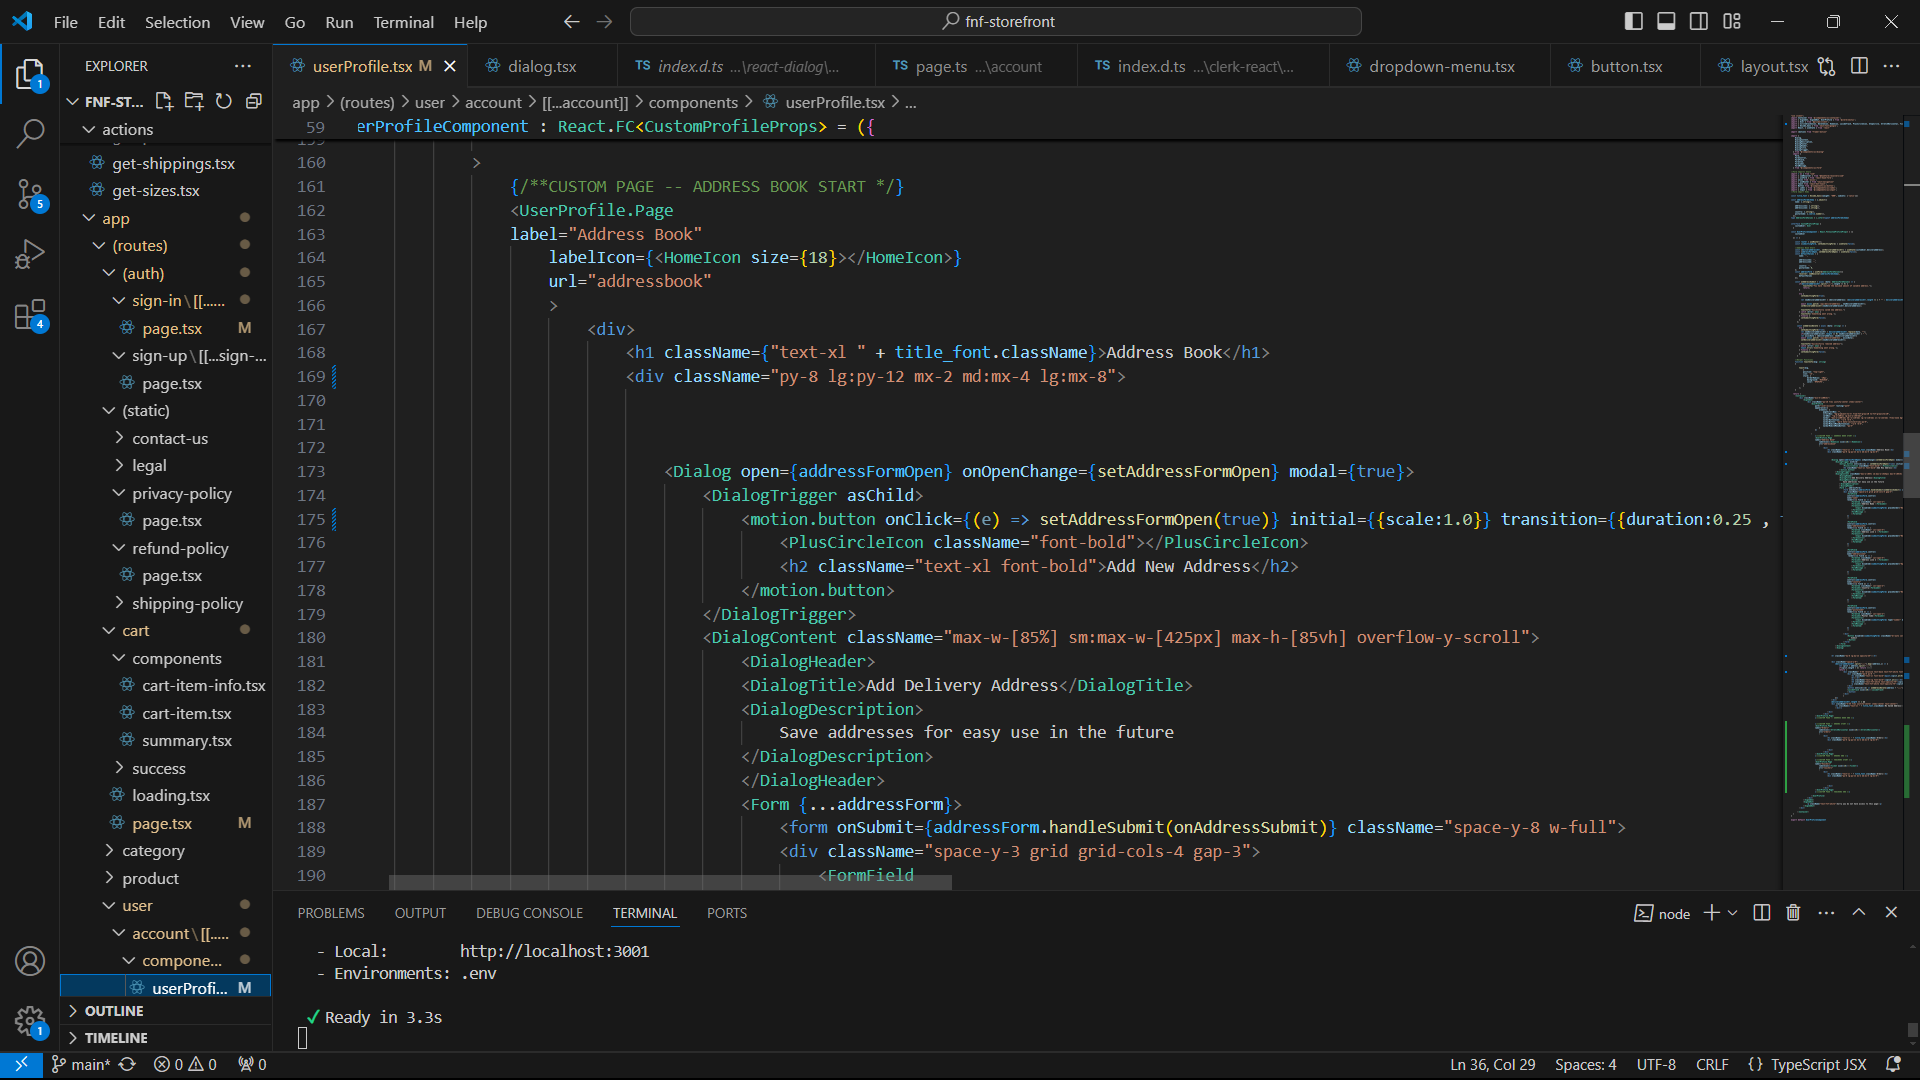 File Edit Selection View Go Run Terminal Help
fnf-storefront
EXPLORER
userProfile.tsx M
dialog.tsx
TS index.d.ts ...\react-dialog\...
TS page.ts ...\account
TS index.d.ts ...\clerk-react\...
dropdown-menu.tsx
button.tsx
layout.tsx
FNF-ST...
app > (routes) > user > account > [[...account]] > components > userProfile.tsx > ...
actions
get-shippings.tsx
get-sizes.tsx
app
(routes)
(auth)
sign-in\[[......
page.tsx M
sign-up\[[...sign-...
page.tsx
(static)
contact-us
legal
privacy-policy
page.tsx
refund-policy
page.tsx
shipping-policy
cart
components
cart-item-info.tsx
cart-item.tsx
summary.tsx
success
loading.tsx
page.tsx M
category
product
user
account\[[.....
compone...
userProfi... M
OUTLINE
TIMELINE
59 erProfileComponent : React.FC<CustomProfileProps> = ({
160 >
161 {/**CUSTOM PAGE -- ADDRESS BOOK START */}
162 <UserProfile.Page
163 label="Address Book"
164 labelIcon={<HomeIcon size={18}></HomeIcon>}
165 url="addressbook"
166 >
167 <div>
168 <h1 className={"text-xl " + title_font.className}>Address Book</h1>
169 <div className="py-8 lg:py-12 mx-2 md:mx-4 lg:mx-8">
170
171
172
173 <Dialog open={addressFormOpen} onOpenChange={setAddressFormOpen} modal={true}>
174 <DialogTrigger asChild>
175 <motion.button onClick={(e) => setAddressFormOpen(true)} initial={{scale:1.0}} transition={{duration:0.25 ,
176 <PlusCircleIcon className="font-bold"></PlusCircleIcon>
177 <h2 className="text-xl font-bold">Add New Address</h2>
178 </motion.button>
179 </DialogTrigger>
180 <DialogContent className="max-w-[85%] sm:max-w-[425px] max-h-[85vh] overflow-y-scroll">
181 <DialogHeader>
182 <DialogTitle>Add Delivery Address</DialogTitle>
183 <DialogDescription>
184 Save addresses for easy use in the future
185 </DialogDescription>
186 </DialogHeader>
187 <Form {...addressForm}>
188 <form onSubmit={addressForm.handleSubmit(onAddressSubmit)} className="space-y-8 w-full">
189 <div className="space-y-3 grid grid-cols-4 gap-3">
190 <FormField
PROBLEMS OUTPUT DEBUG CONSOLE TERMINAL PORTS
node
- Local: http://localhost:3001
- Environments: .env
✓ Ready in 3.3s
main* 0 0 0
Ln 36, Col 29 Spaces: 4 UTF-8 CRLF {} TypeScript JSX
1
5
4
1